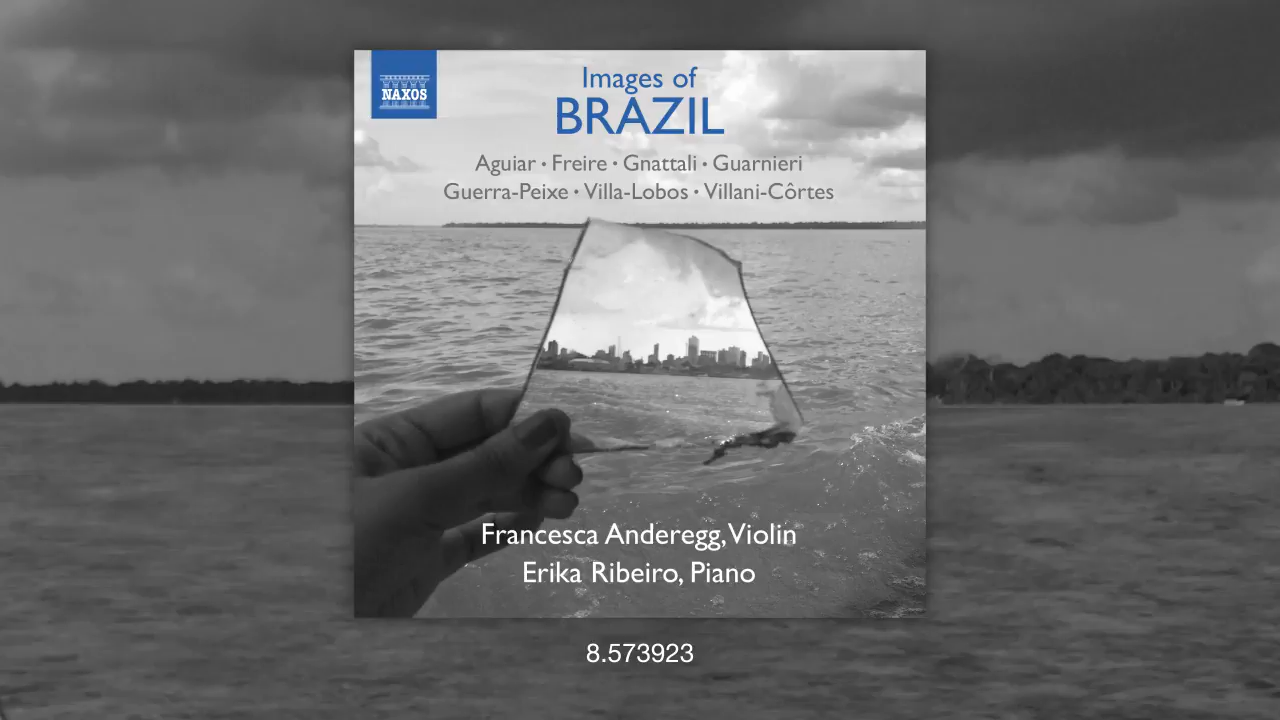 NAXOS
Images of
BRAZIL
Aguiar • Freire • Gnattali • Guarnieri
Guerra-Peixe • Villa-Lobos • Villani-Côrtes
Francesca Anderegg, Violin
Erika Ribeiro, Piano
8.573923